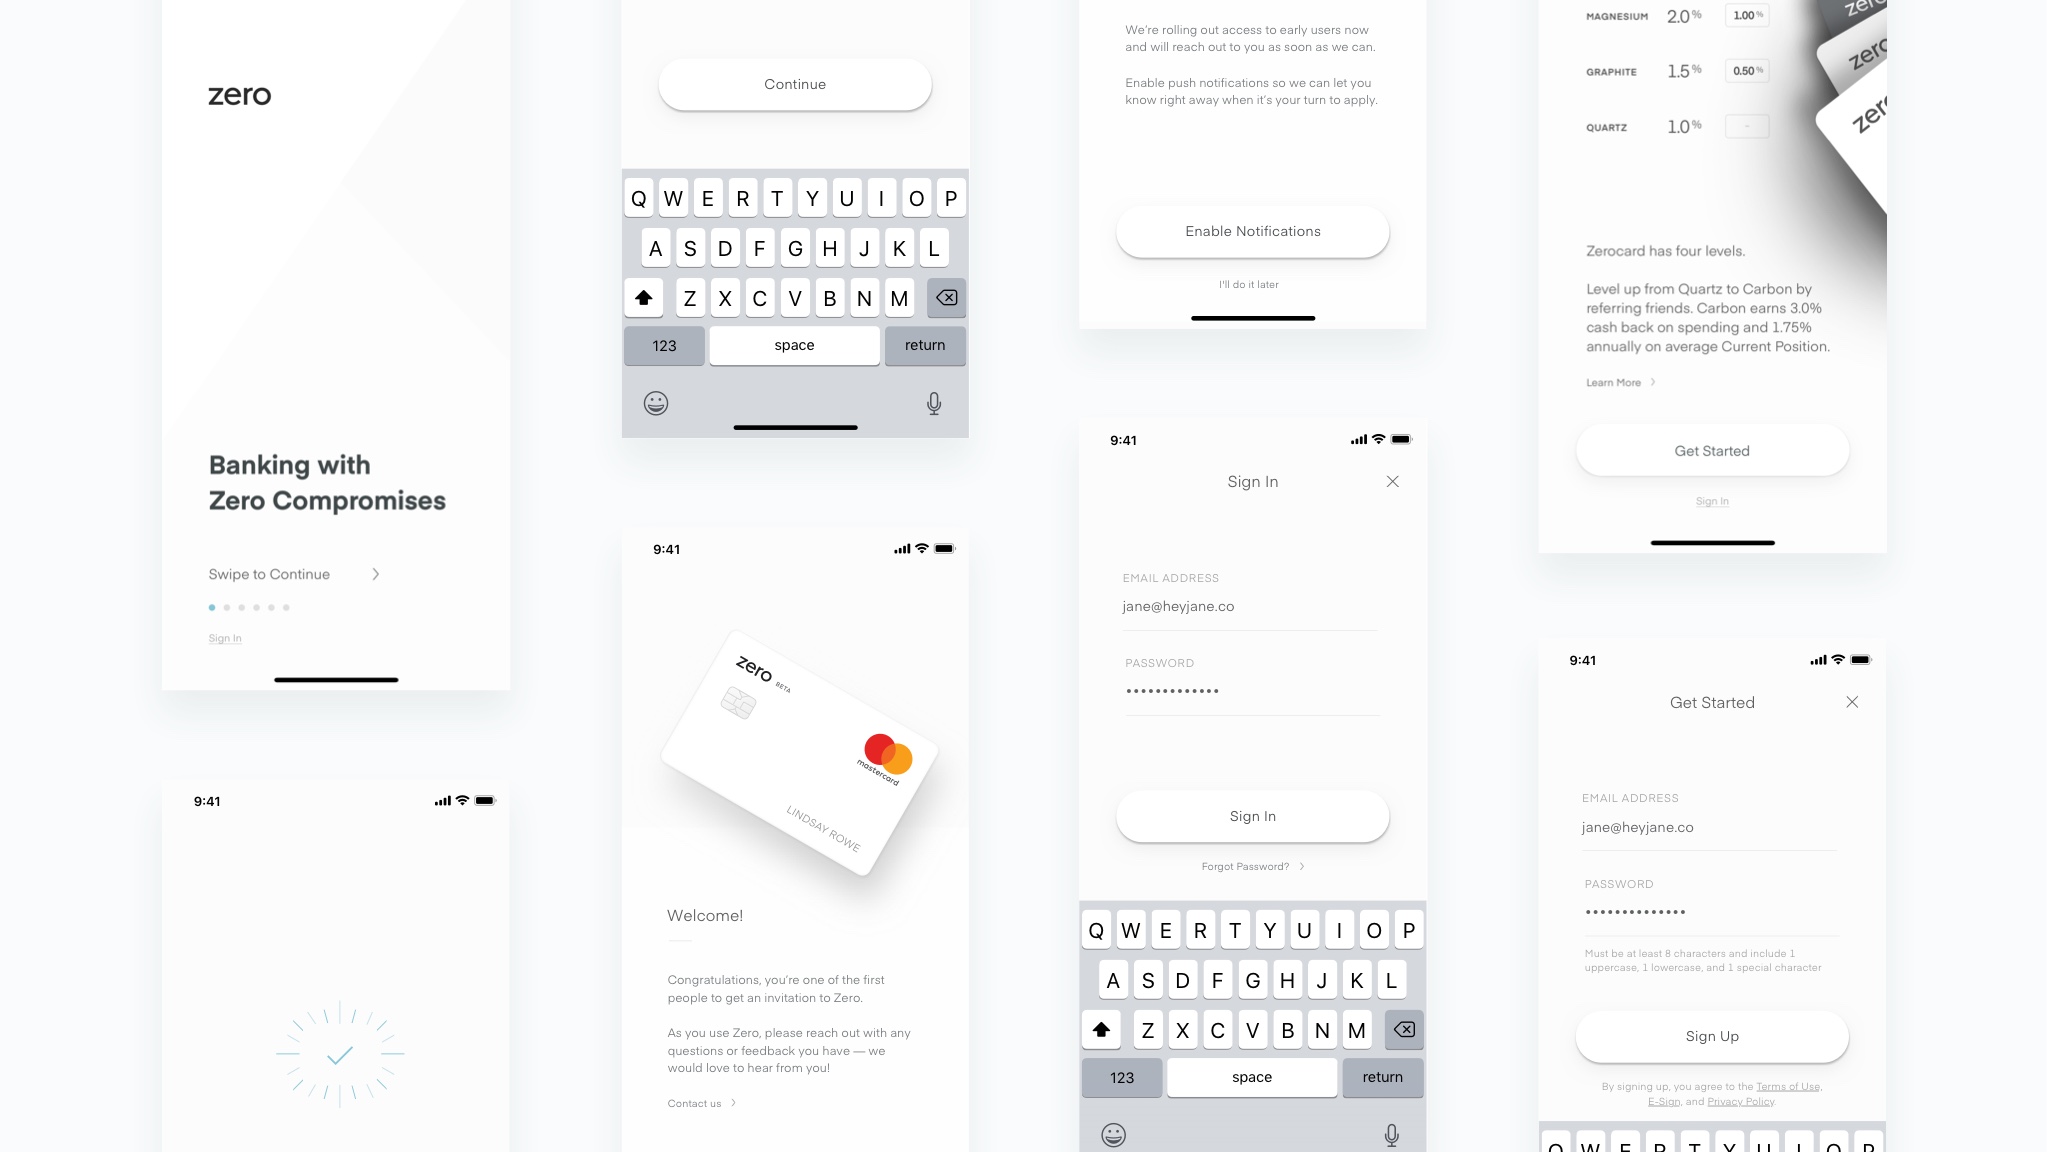 zero
Banking with
Zero Compromises
Swipe to Continue
Sign In
9:41
Continue
Q W E R T Y U I O P
A S D F G H J K L
Z X C V B N M
123 space return
9:41
zero BETA
mastercard
LINDSAY ROWE
Welcome!
Congratulations, you're one of the first
people to get an invitation to Zero.
As you use Zero, please reach out with any
questions or feedback you have — we
would love to hear from you!
Contact us
We're rolling out access to early users now
and will reach out to you as soon as we can.
Enable push notifications so we can let you
know right away when it's your turn to apply.
Enable Notifications
I'll do it later
9:41
Sign In
EMAIL ADDRESS
jane@heyjane.co
PASSWORD
•••••••••••••
Sign In
Forgot Password?
Q W E R T Y U I O P
A S D F G H J K L
Z X C V B N M
123 space return
MAGNESIUM 2.0% 1.00%
GRAPHITE 1.5% 0.50%
QUARTZ 1.0% -
zero
zero
zero
Zerocard has four levels.
Level up from Quartz to Carbon by
referring friends. Carbon earns 3.0%
cash back on spending and 1.75%
annually on average Current Position.
Learn More
Get Started
Sign In
9:41
Get Started
EMAIL ADDRESS
jane@heyjane.co
PASSWORD
••••••••••••••
Must be at least 8 characters and include 1
uppercase, 1 lowercase, and 1 special character
Sign Up
By signing up, you agree to the Terms of Use,
E-Sign, and Privacy Policy.
Q W E R T Y U I O P